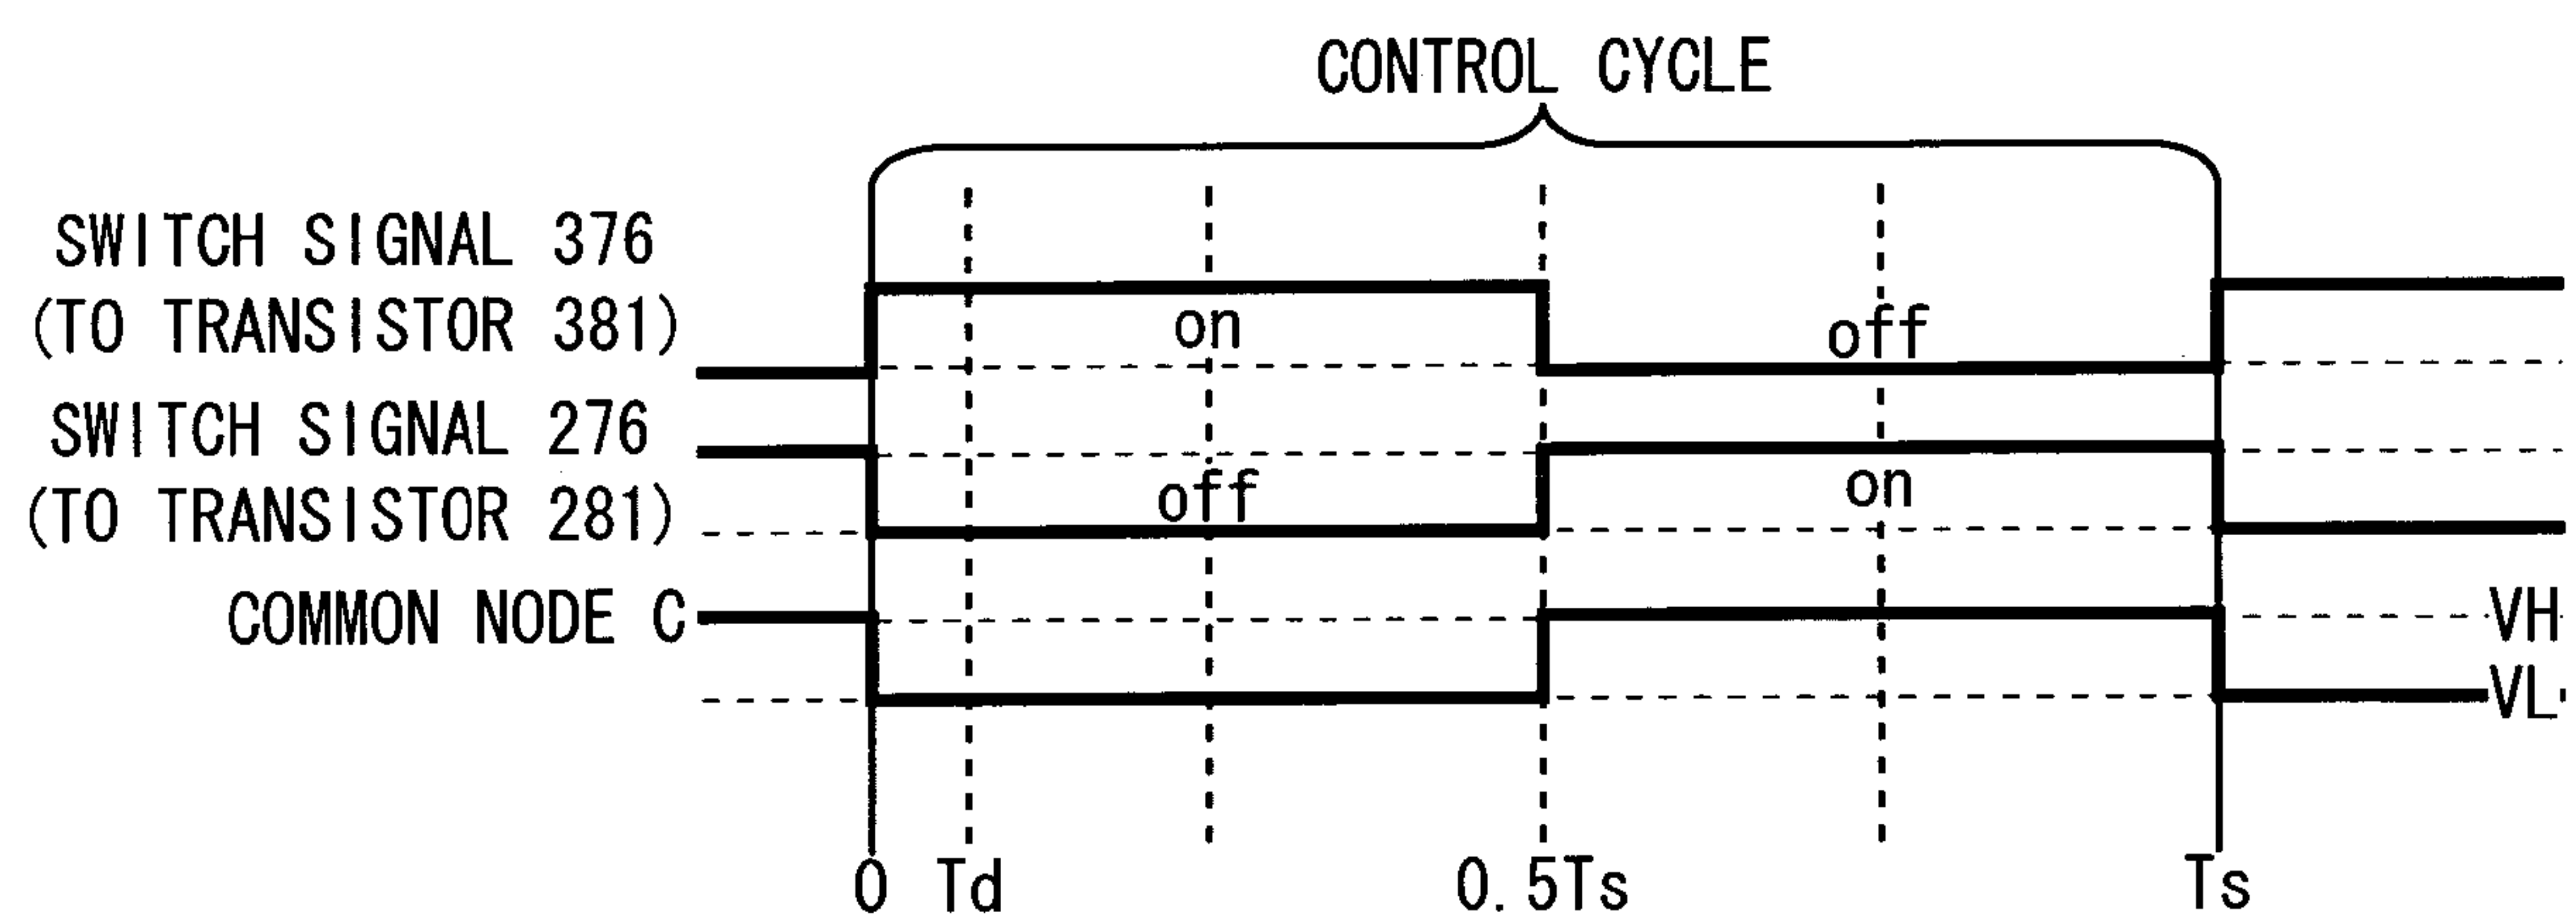 CONTROL CYCLE
SWITCH SIGNAL 376
(TO TRANSISTOR 381)
on
off
SWITCH SIGNAL 276
(TO TRANSISTOR 281)
off
on
COMMON NODE C
VH
VL
0 Td 0.5Ts Ts